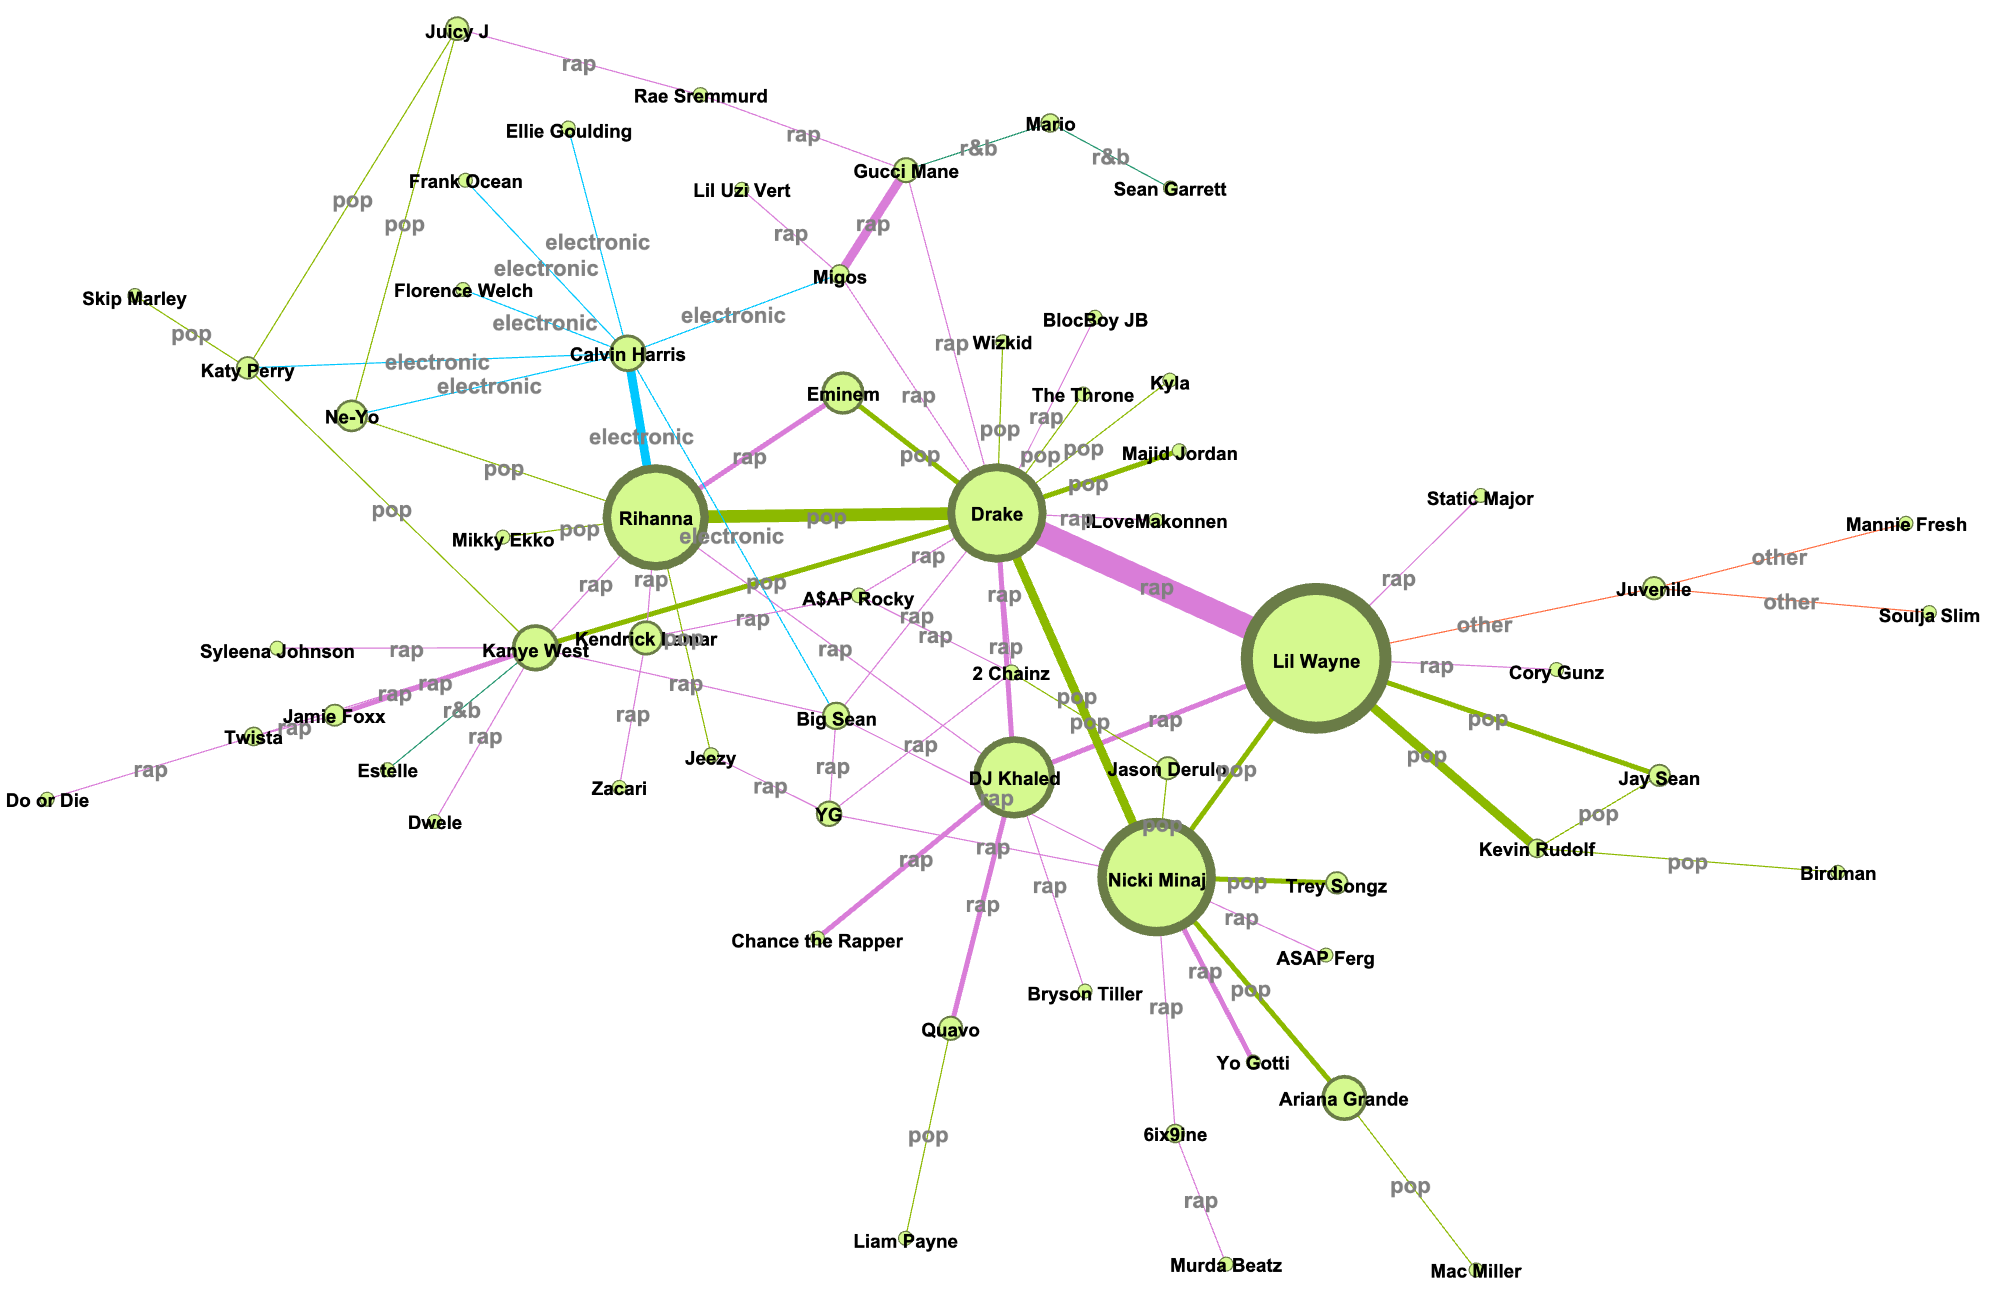 Juicy J
rap
Rae Sremmurd
Ellie Goulding
rap
Mario
r&b
r&b
Gucci Mane
Sean Garrett
Frank Ocean
Lil Uzi Vert
pop
pop
rap
rap
electronic
electronic
Migos
Florence Welch
Skip Marley
electronic
electronic
BlocBoy JB
pop
Wizkid
rap
Calvin Harris
electronic
Katy Perry
electronic
Kyla
Eminem
rap
The Throne
Ne-Yo
rap
electronic
pop
pop
pop
pop
Majid Jordan
rap
pop
pop
pop
Static Major
Drake
Rihanna
pop
rap
ILoveMakonnen
Mannie Fresh
pop
Mikky Ekko
pop
electronic
rap
other
rap
rap
pop
rap
rap
rap
Juvenile
A$AP Rocky
rap
other
Soulja Slim
rap
rap
rap
other
Kendrick Lamar
pop
Syleena Johnson
rap
Kanye West
rap
rap
Lil Wayne
rap
Cory Gunz
2 Chainz
rap
rap
rap
pop
r&b
Jamie Foxx
rap
Big Sean
rap
pop
pop
rap
Twista
rap
rap
pop
Jeezy
rap
rap
Estelle
DJ Khaled
Jason Derulo
pop
Jay Sean
rap
Zacari
rap
Do or Die
rap
YG
pop
pop
Dwele
rap
rap
Kevin Rudolf
pop
Birdman
Nicki Minaj
pop
Trey Songz
rap
rap
rap
Chance the Rapper
ASAP Ferg
rap
pop
Bryson Tiller
rap
Quavo
Yo Gotti
Ariana Grande
pop
6ix9ine
pop
rap
Liam Payne
Murda Beatz
Mac Miller